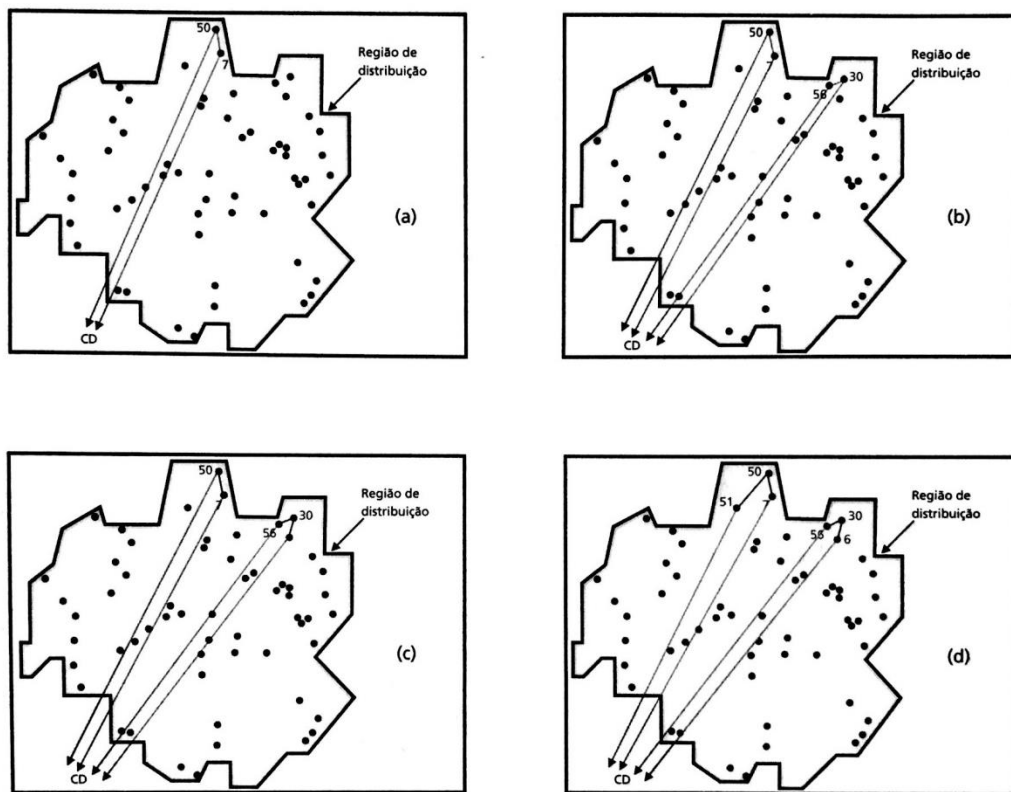 50
7
Região de
distribuição
(a)
CD
50
7
56
30
Região de
distribuição
(b)
CD
50
7
30
56
Região de
distribuição
(c)
CD
50
51
7
30
56
6
Região de
distribuição
(d)
CD